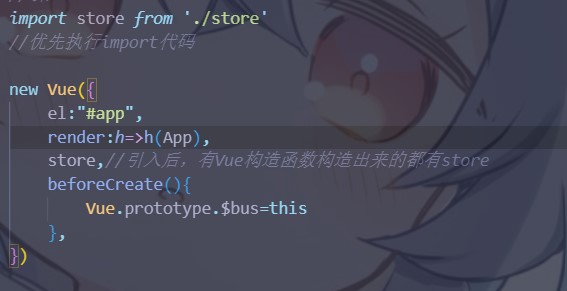 import store from './store'
//优先执行import代码
new Vue({
el:"#app",
render:h=>h(App),
store,//引入后，有Vue构造函数构造出来的都有store
beforeCreate(){
Vue.prototype.$bus=this
},
})